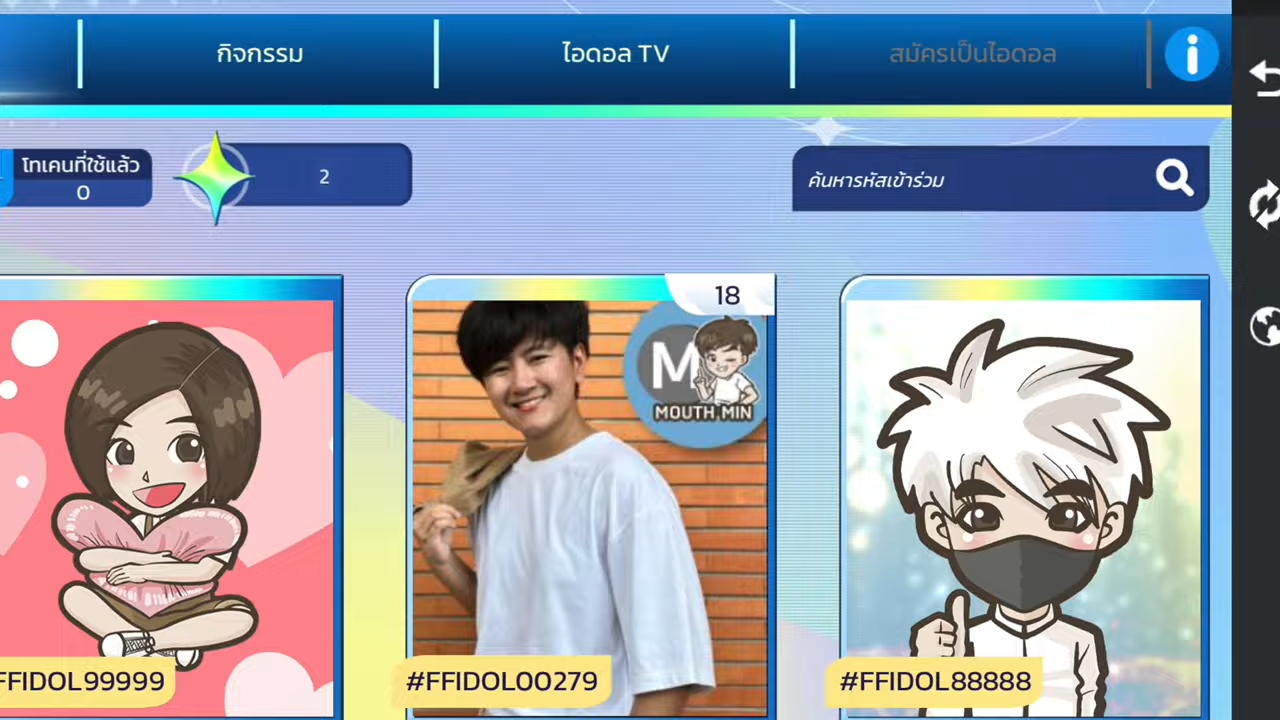 กิจกรรม
ไอดอล TV
สมัครเป็นไอดอล
โทเคนที่ใช้แล้ว
0
2
ค้นหารหัสเข้าร่วม
18
M
MOUTH MIN
FFIDOL99999
#FFIDOL00279
#FFIDOL88888